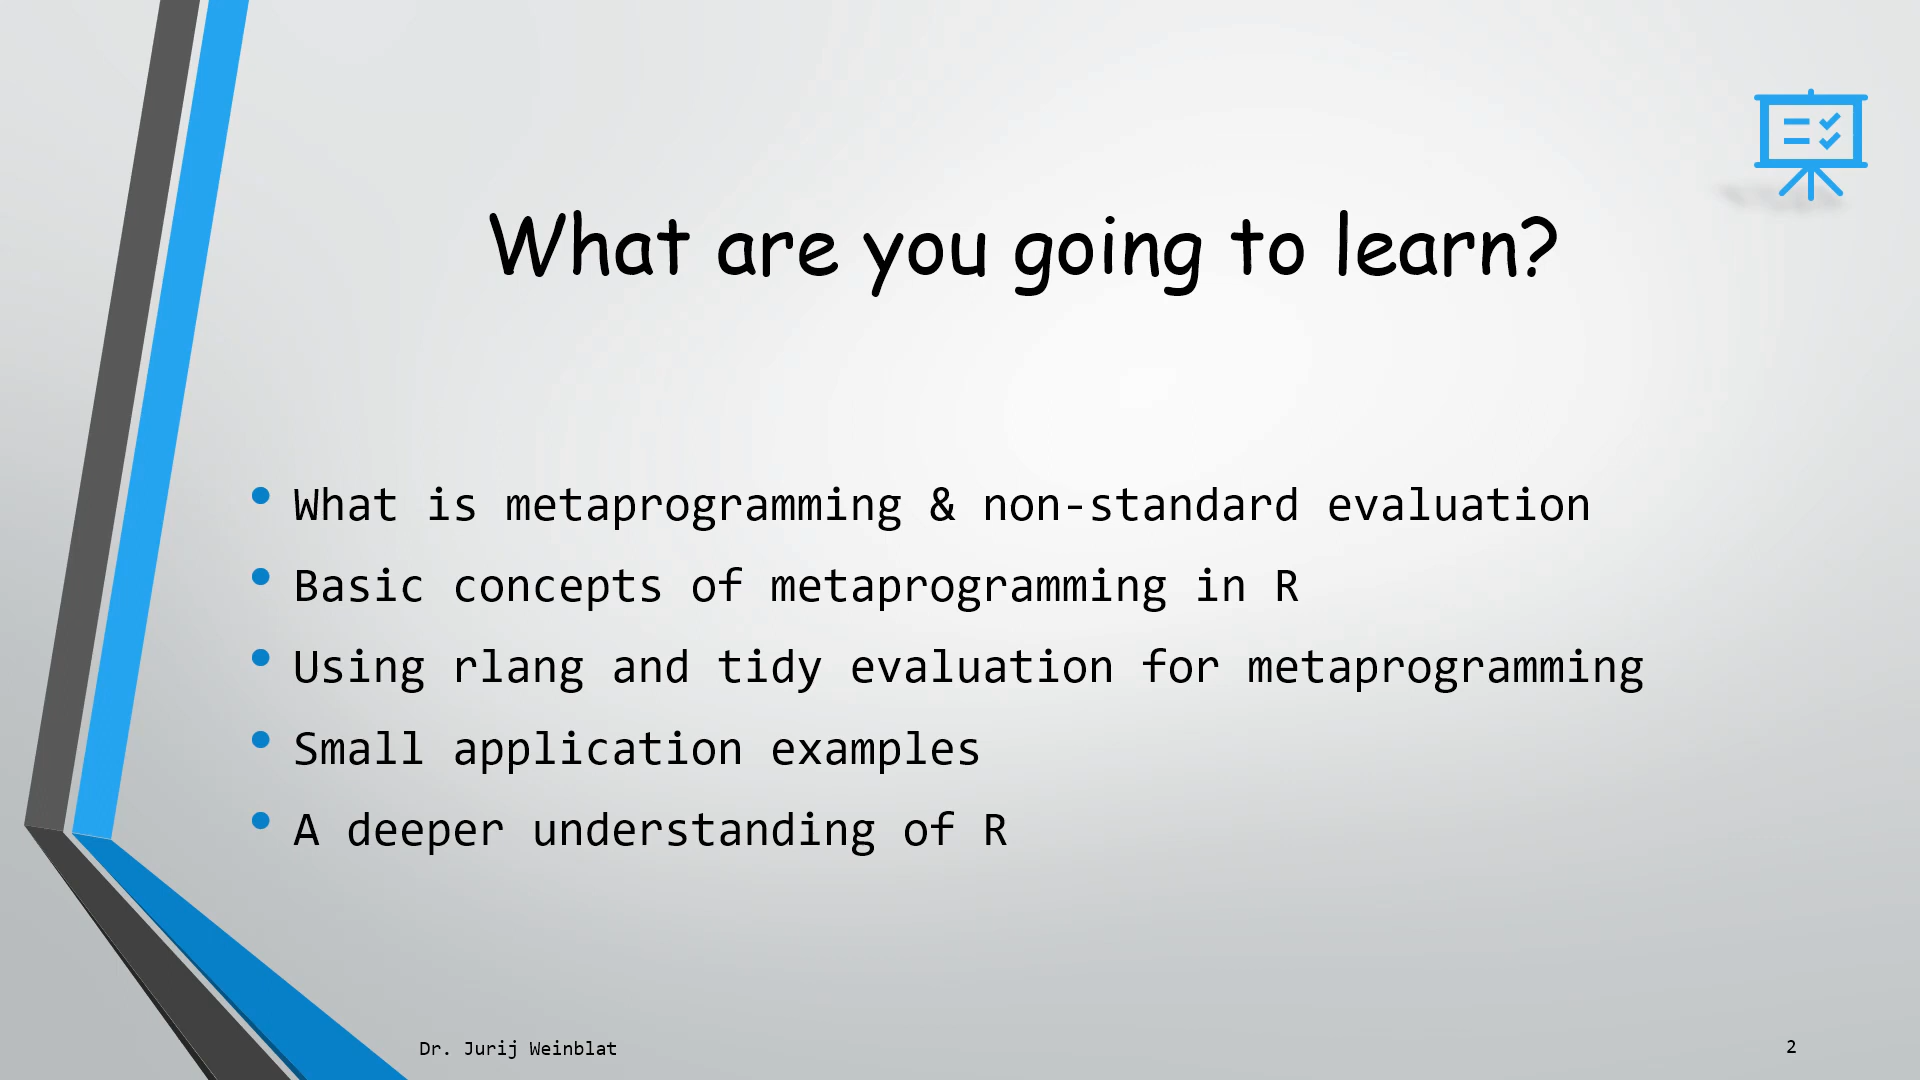 What are you going to learn?
• What is metaprogramming & non-standard evaluation
• Basic concepts of metaprogramming in R
• Using rlang and tidy evaluation for metaprogramming
• Small application examples
• A deeper understanding of R
Dr. Jurij Weinblat
2